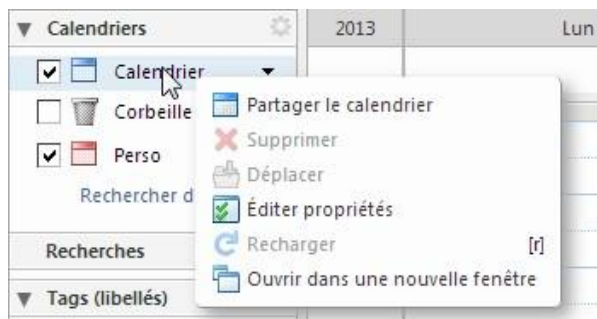 Calendriers
2013 Lun
Calendrier
Corbeille
Perso
Rechercher d
Recherches
Tags (libellés)
Partager le calendrier
Supprimer
Déplacer
Éditer propriétés
Recharger [r]
Ouvrir dans une nouvelle fenêtre